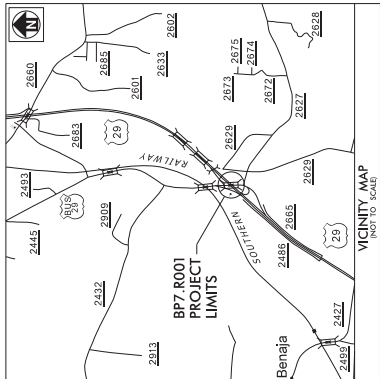 N
2445
2493
2660
2602
2628
2685
2601
2633
2683
29
BUS
29
2909
2675
2674
2673
2672
2432
RAILWAY
2629
2627
2913
BP7.R001
PROJECT
LIMITS
SOUTHERN
2629
2665
2486
29
Benaja
2427
2499
VICINITY MAP
(NOT TO SCALE)